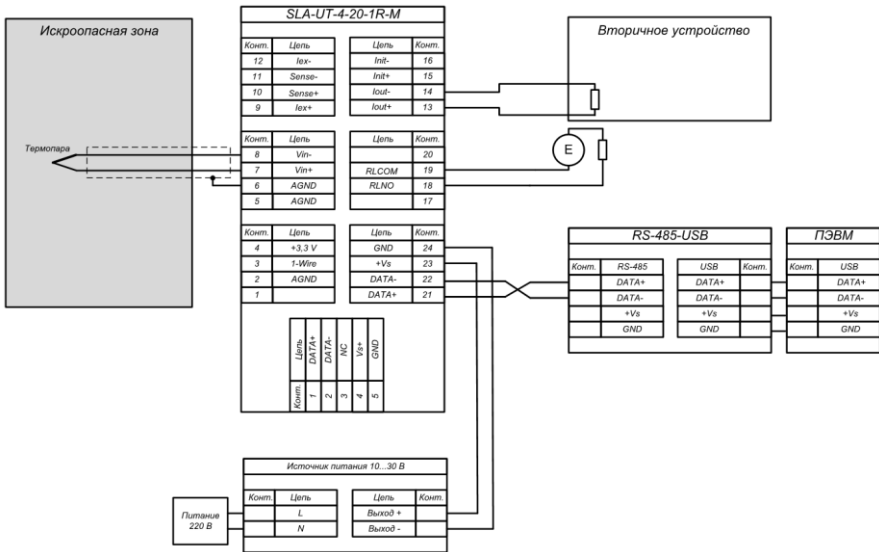 SLA-UT-4-20-1R-M
Искроопасная зона
Вторичное устройство
Конт. Цепь Цепь Конт.
12 Iex- Init- 16
11 Sense- Init+ 15
10 Sense+ Iout- 14
9 Iex+ Iout+ 13
Термопара
Конт. Цепь Цепь Конт.
8 Vin- 20
7 Vin+ RLCOM 19
6 AGND RLNO 18
5 AGND 17
E
Конт. Цепь Цепь Конт.
4 +3,3 V GND 24
3 1-Wire +Vs 23
2 AGND DATA- 22
1 DATA+ 21
RS-485-USB
Конт. RS-485 USB Конт.
DATA+ DATA+
DATA- DATA-
+Vs +Vs
GND GND
ПЭВМ
Конт. USB
DATA+
DATA-
+Vs
GND
Цепь DATA+ DATA- NC Vs+ GND
Конт. 1 2 3 4 5
Источник питания 10...30 В
Конт. Цепь Цепь Конт.
L Выход +
N Выход -
Питание
220 В